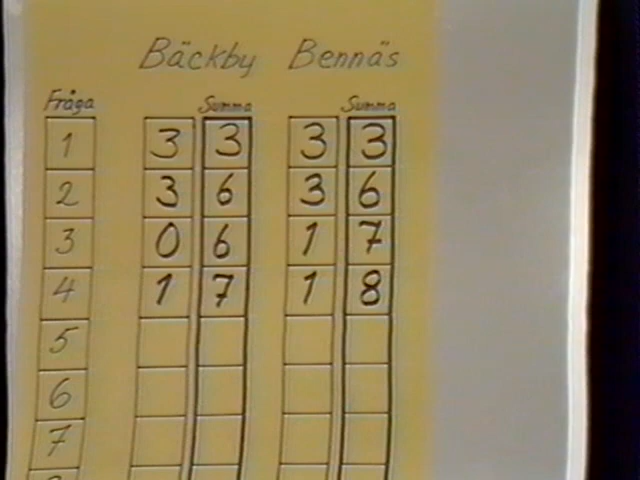 Bäckby Bennäs
Fråga Summa Summa
1 3 3 3 3
2 3 6 3 6
3 0 6 1 7
4 1 7 1 8
5
6
7